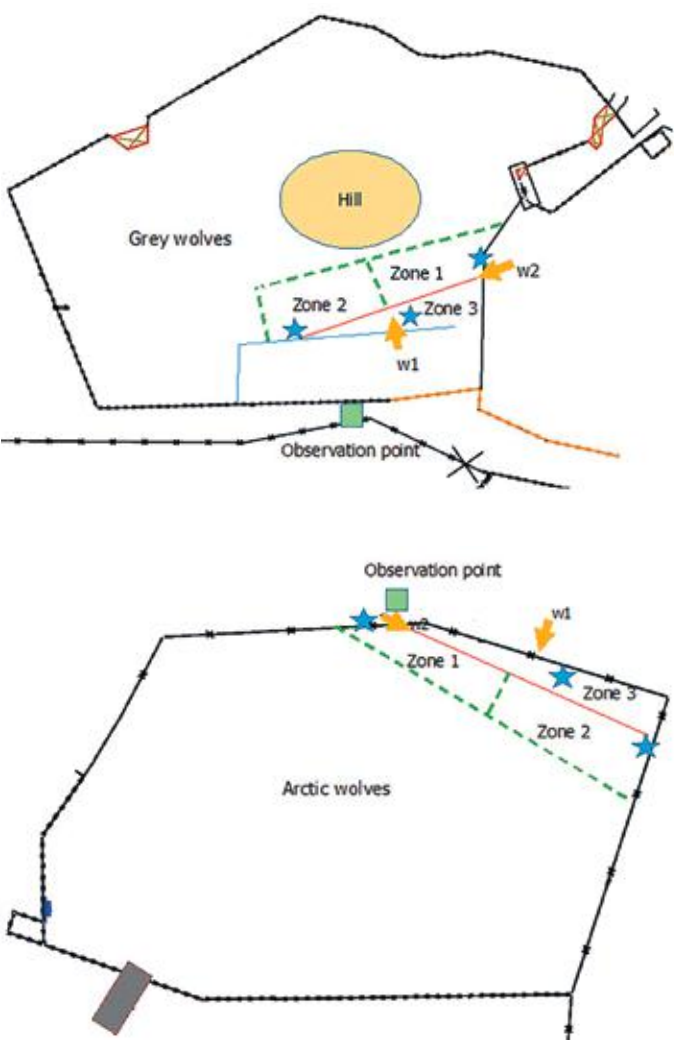 Hill
Grey wolves
Zone 1
w2
Zone 2
Zone 3
w1
Observation point
Observation point
w1
w2
Zone 1
Zone 3
Zone 2
Arctic wolves